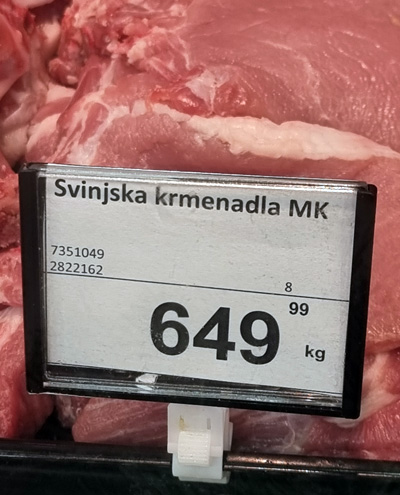 Svinjska krmenadla MK
7351049
2822162
8
649 99 kg